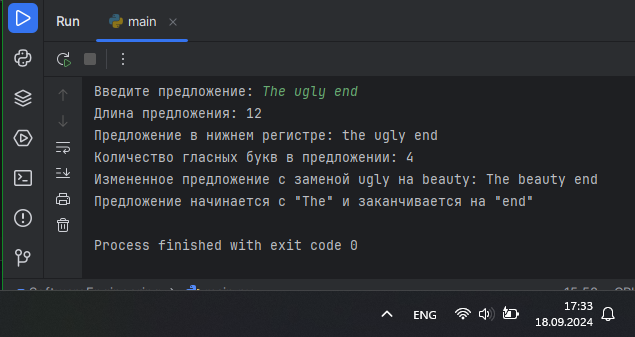 Run
main
Введите предложение: The ugly end
Длина предложения: 12
Предложение в нижнем регистре: the ugly end
Количество гласных букв в предложении: 4
Измененное предложение с заменой ugly на beauty: The beauty end
Предложение начинается с "The" и заканчивается на "end"
Process finished with exit code 0
ENG
17:33
18.09.2024